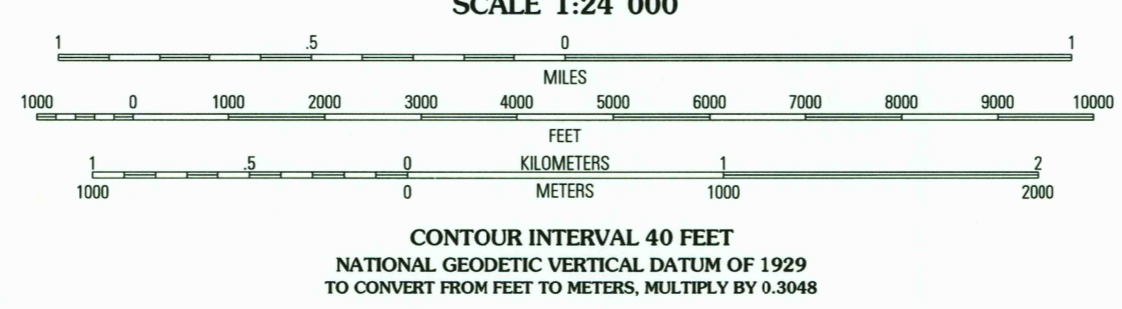 SCALE 1:24 000
1 .5 0 1
MILES
1000 0 1000 2000 3000 4000 5000 6000 7000 8000 9000 10000
FEET
1 .5 0 KILOMETERS 1 2
1000 0 METERS 1000 2000
CONTOUR INTERVAL 40 FEET
NATIONAL GEODETIC VERTICAL DATUM OF 1929
TO CONVERT FROM FEET TO METERS, MULTIPLY BY 0.3048